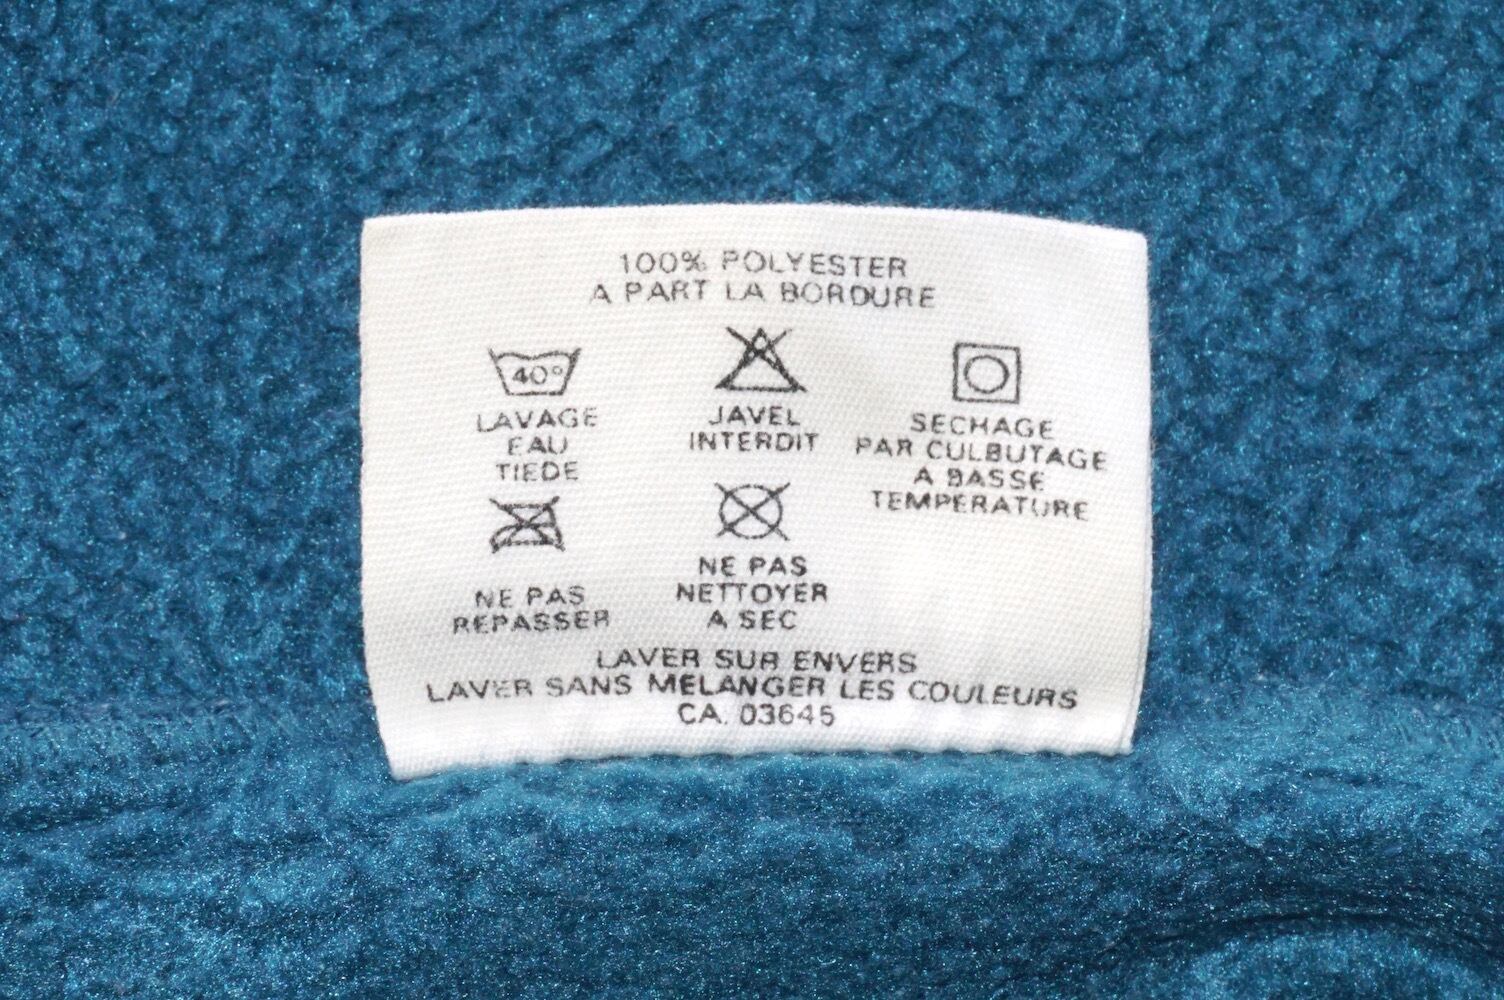 100% POLYESTER
A PART LA BORDURE
40°
LAVAGE
EAU
TIEDE
JAVEL
INTERDIT
SECHAGE
PAR CULBUTAGE
A BASSE
TEMPERATURE
NE PAS
REPASSER
NE PAS
NETTOYER
A SEC
LAVER SUR ENVERS
LAVER SANS MELANGER LES COULEURS
CA. 03645